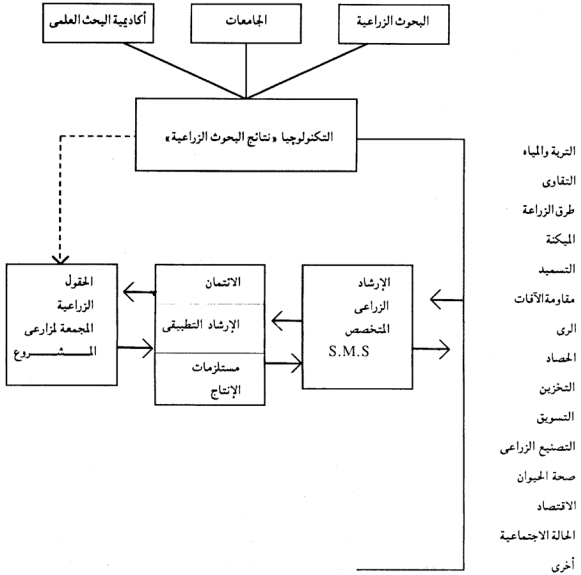 البحوث الزراعية
الجامعات
أكاديمية البحث العلمى
التكنولوچيا «نتائج البحوث الزراعية»
الإرشاد
الزراعى
المتخصص
S.M.S
الائتمان
الإرشاد التطبيقى
مستلزمات
الإنتاج
الحقول
الزراعية
المجمعة لمزارعى
المـــشـــــــروع
التربة والمياه
التقاوى
طرق الزراعة
الميكنة
التسميد
مقاومة الآفات
الرى
الحصاد
التخزين
التسويق
التصنيع الزراعى
صحة الحيوان
الاقتصاد
الحالة الاجتماعية
أخرى